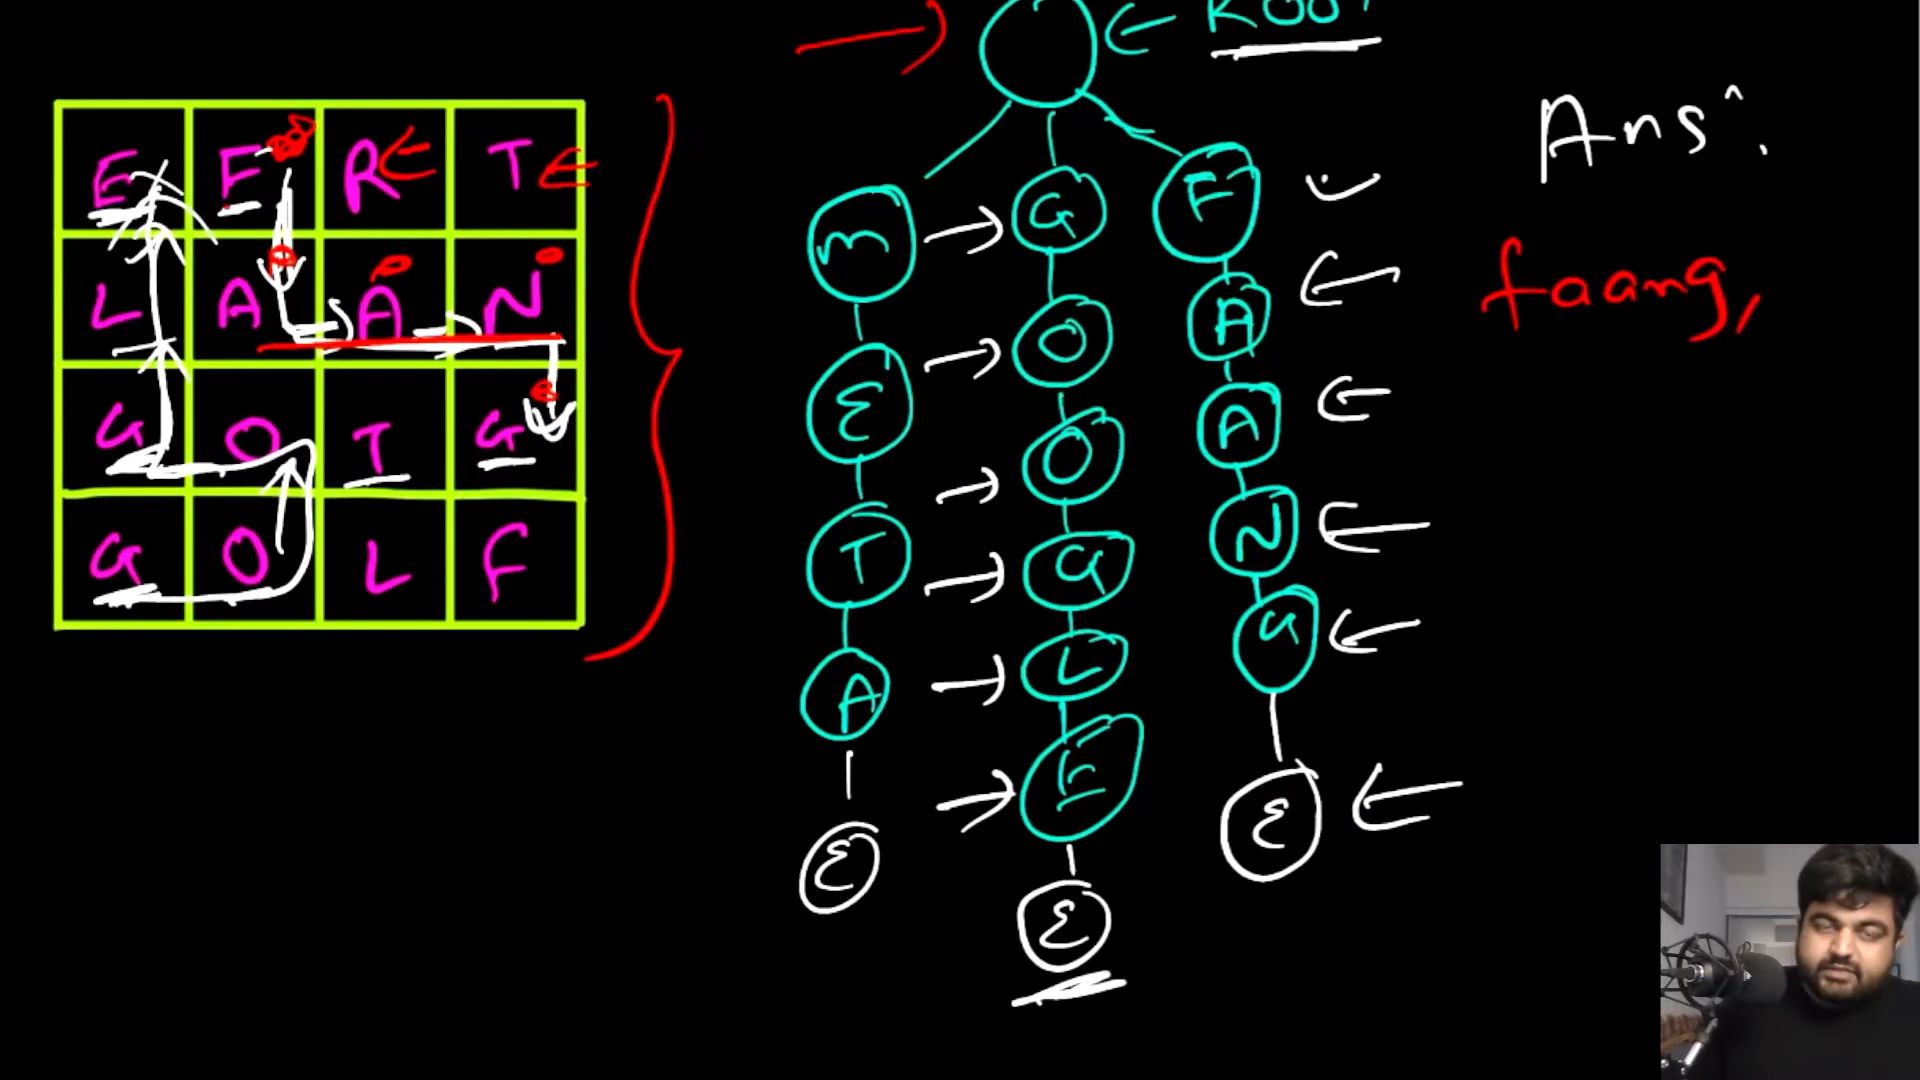 ROOT
Ans:
E F R T
L A A N
G O T G
G O L F
m G F
E O A
T O A
A G N
E L G
E E
E
faang,